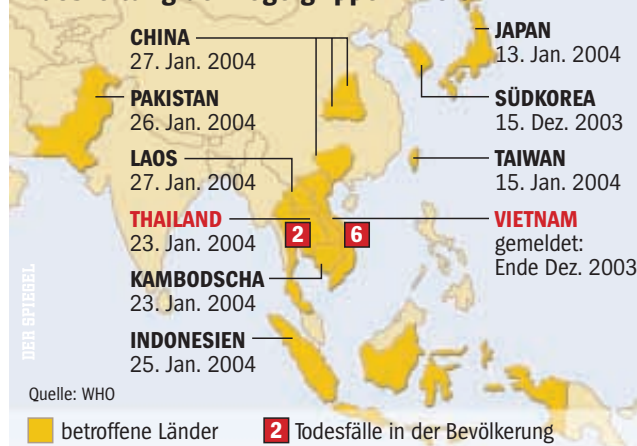 CHINA
27. Jan. 2004
PAKISTAN
26. Jan. 2004
LAOS
27. Jan. 2004
THAILAND
23. Jan. 2004
2
6
KAMBODSCHA
23. Jan. 2004
INDONESIEN
25. Jan. 2004
JAPAN
13. Jan. 2004
SÜDKOREA
15. Dez. 2003
TAIWAN
15. Jan. 2004
VIETNAM
gemeldet:
Ende Dez. 2003
DER SPIEGEL
Quelle: WHO
betroffene Länder
2 Todesfälle in der Bevölkerung